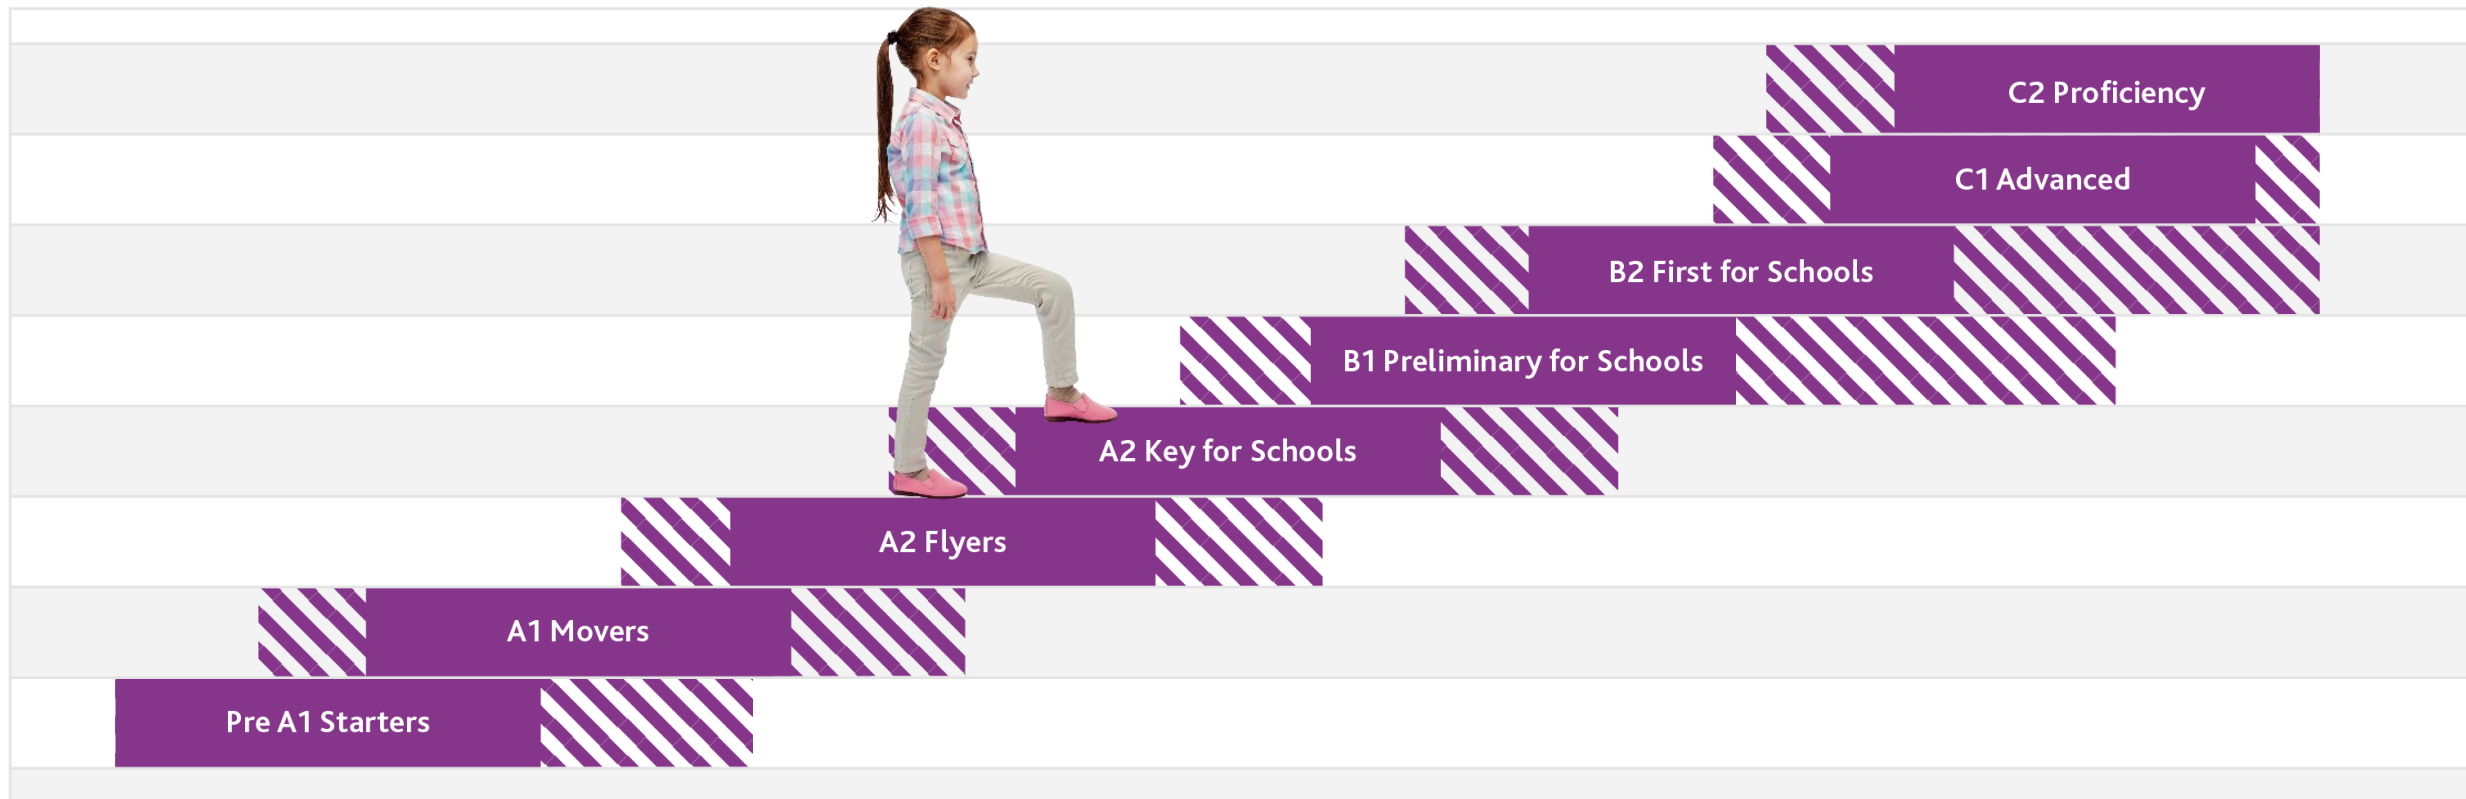 C2 Proficiency
C1 Advanced
B2 First for Schools
B1 Preliminary for Schools
A2 Key for Schools
A2 Flyers
A1 Movers
Pre A1 Starters